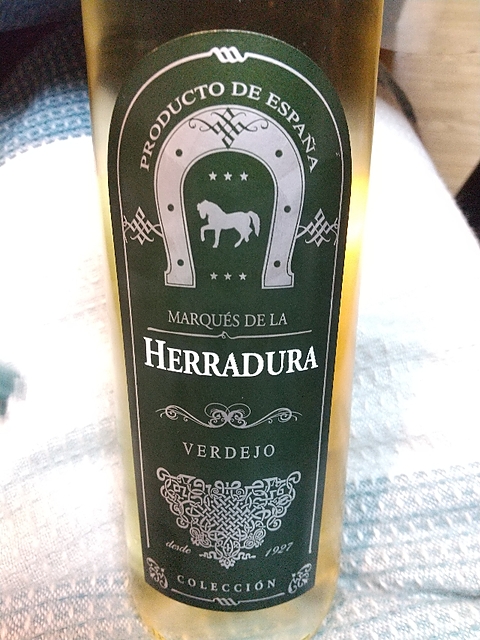 PRODUCTO DE ESPAÑA
MARQUÉS DE LA
HERRADURA
VERDEJO
desde 1927
COLECCIÓN